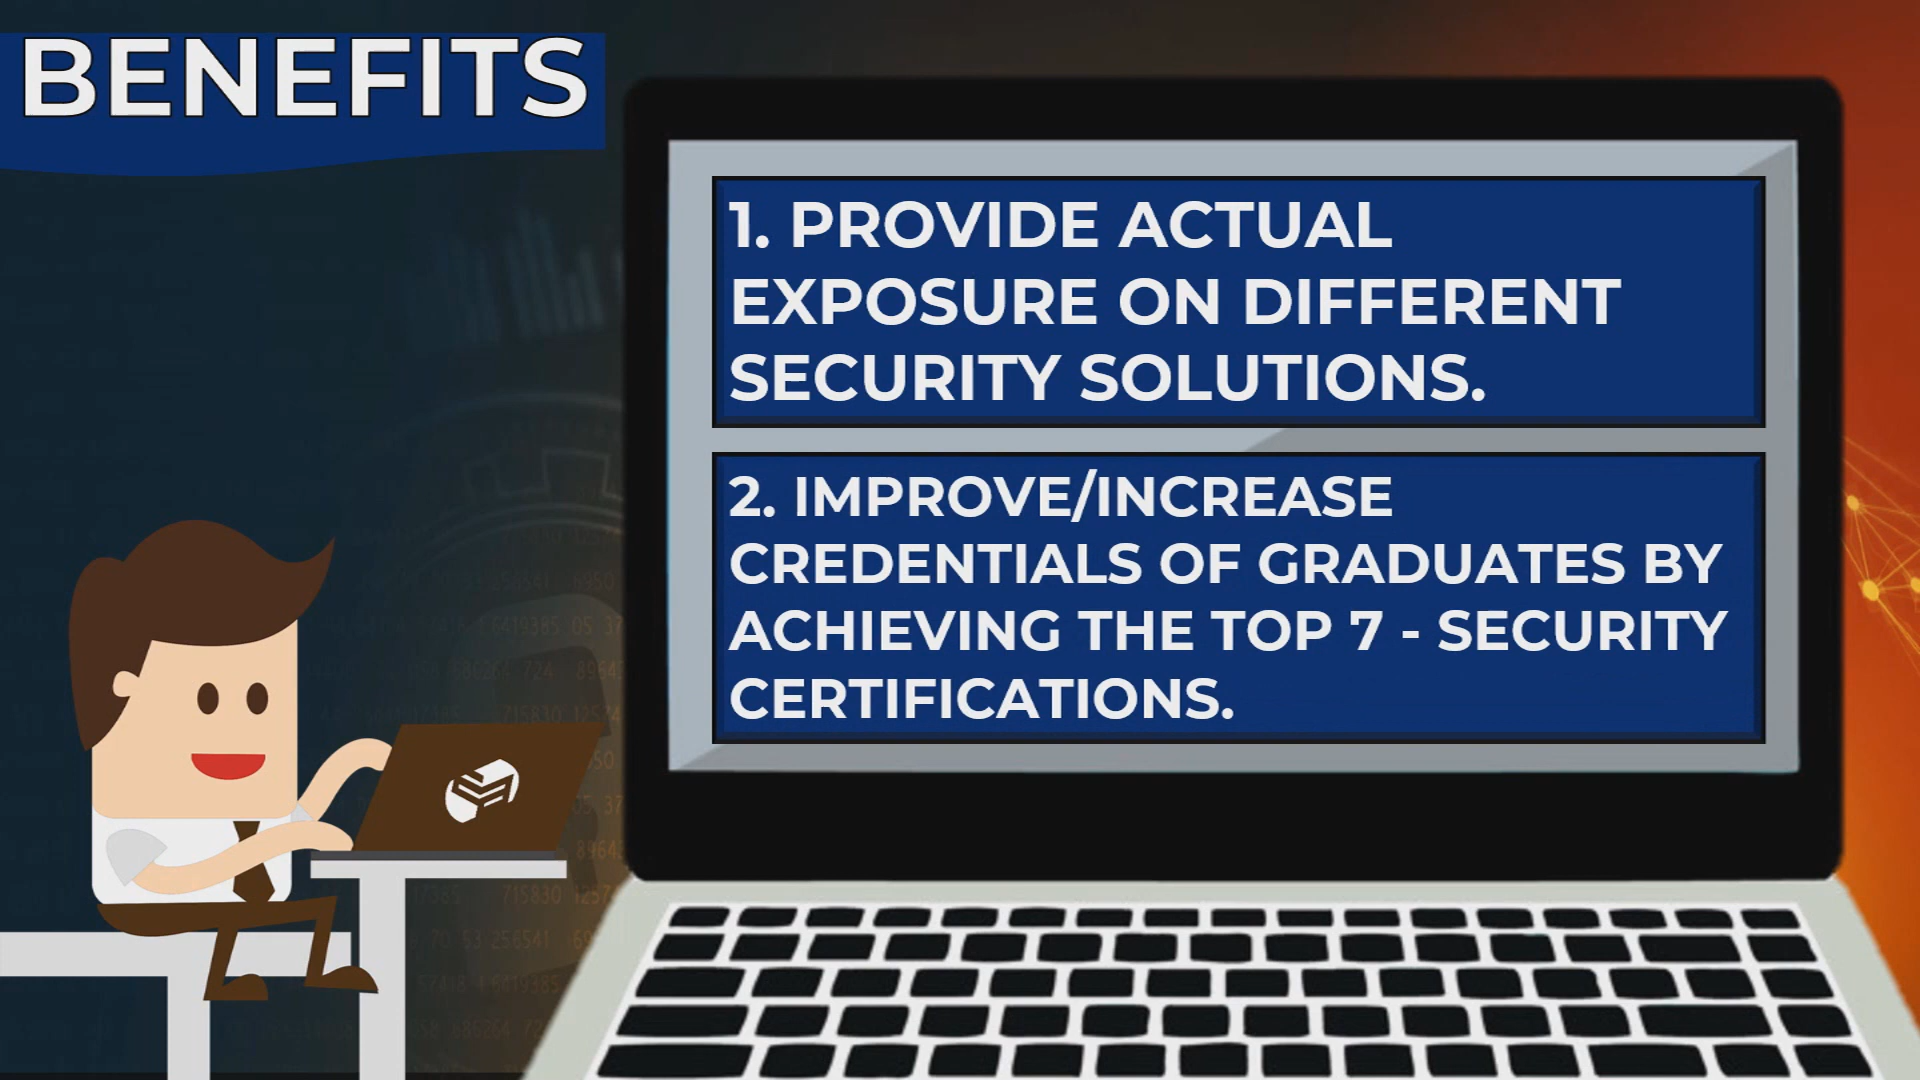 BENEFITS
1. PROVIDE ACTUAL
EXPOSURE ON DIFFERENT
SECURITY SOLUTIONS.
2. IMPROVE/INCREASE
CREDENTIALS OF GRADUATES BY
ACHIEVING THE TOP 7 - SECURITY
CERTIFICATIONS.